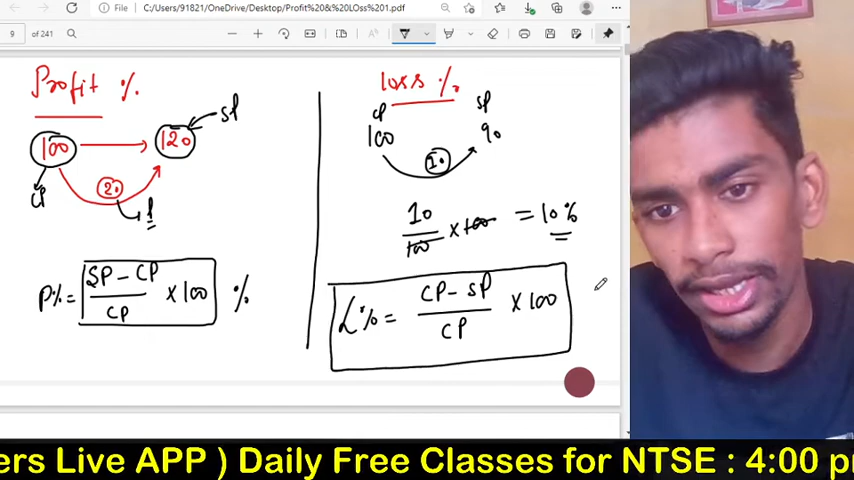 File
C:/Users/91821/OneDrive/Desktop/Profit%20&%20LOss%201.pdf
9 of 241
Profit %
100
120
SP
CP
20
P
P% = SP - CP / CP × 100 %
loss %
CP
SP
100
90
10
10 / 100 × 100 = 10%
L% = CP - SP / CP × 100
ers Live APP ) Daily Free Classes for NTSE : 4:00 p